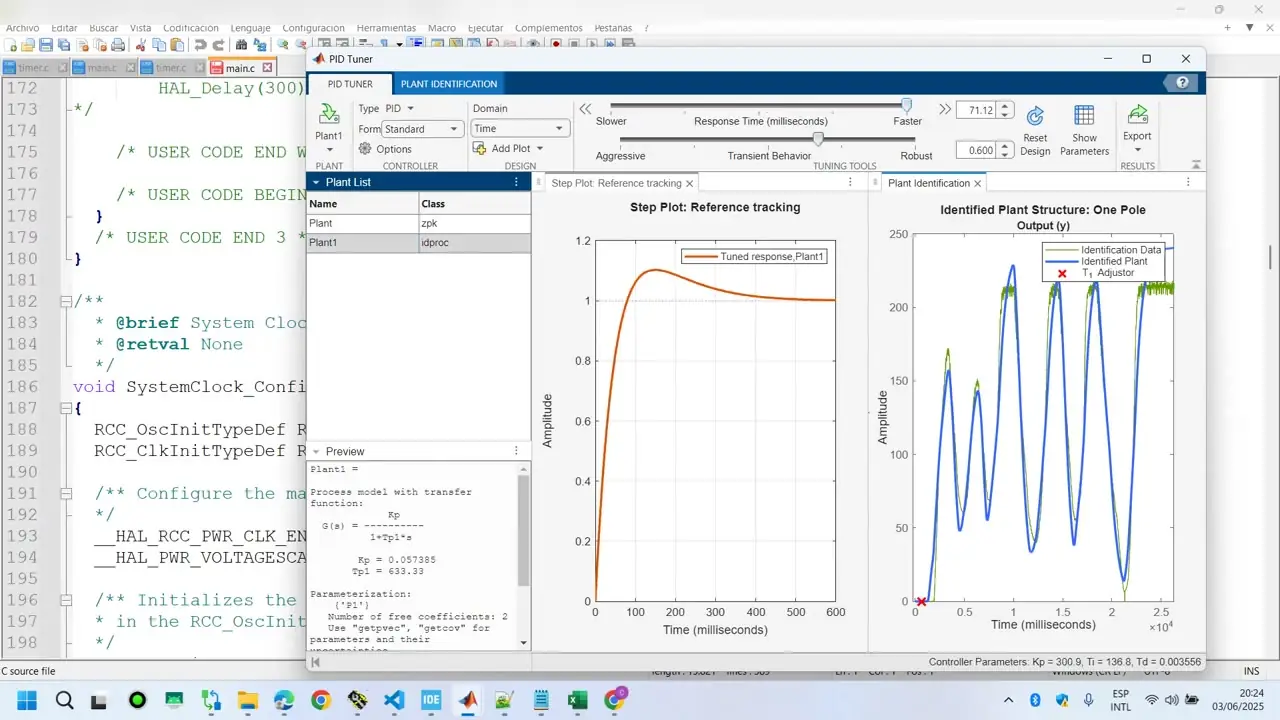 Archivo Editar Buscar Vista Codificación Lenguaje Configuración Herramientas Macro Ejecutar Complementos Pestañas ?
timer.c main.c timer.c main.c
PID Tuner
PID TUNER PLANT IDENTIFICATION
Plant1
PLANT
Type PID
Form Standard
Options
CONTROLLER
Domain
Time
Add Plot
DESIGN
Slower Response Time (milliseconds) Faster
71.12
Aggressive Transient Behavior Robust
0.600
TUNING TOOLS
Reset
Design
Show
Parameters
Export
RESULTS
172 HAL_Delay(300)
173 */
174
175 /* USER CODE END W
176
177 /* USER CODE BEGIN
178 }
179 /* USER CODE END 3 *
180 }
181
182 /**
183 * @brief System Cloc
184 * @retval None
185 */
186 void SystemClock_Confi
187 {
188 RCC_OscInitTypeDef R
189 RCC_ClkInitTypeDef R
190
191 /** Configure the ma
192 */
193 __HAL_RCC_PWR_CLK_EN
194 __HAL_PWR_VOLTAGESCA
195
196 /** Initializes the
197 * in the RCC_OscInit
198 */
Plant List
Name Class
Plant zpk
Plant1 idproc
Preview
Plant1 =
Process model with transfer
function:
Kp
G(s) = ----------
1+Tp1*s
Kp = 0.057385
Tp1 = 633.33
Parameterization:
{'P1'}
Number of free coefficients: 2
Use "getpvec", "getcov" for
parameters and their
Step Plot: Reference tracking
Step Plot: Reference tracking
Tuned response,Plant1
1.2
1
0.8
0.6
0.4
0.2
0
Amplitude
0 100 200 300 400 500 600
Time (milliseconds)
Plant Identification
Identified Plant Structure: One Pole
Output (y)
Identification Data
Identified Plant
T1 Adjustor
250
200
150
100
50
0
Amplitude
0 0.5 1 1.5 2 2.5
×10⁴
Time (milliseconds)
Controller Parameters: Kp = 300.9, Ti = 136.8, Td = 0.003556
C source file
INS
IDE
ESP
INTL
20:24
03/06/2025